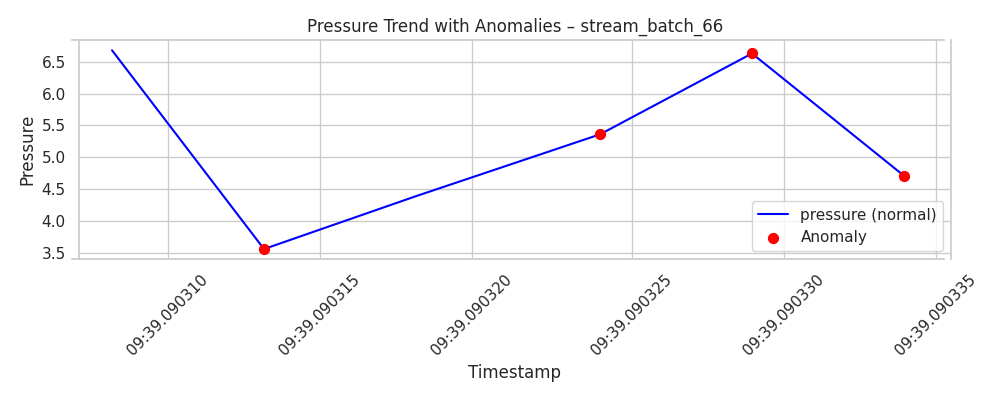 Pressure Trend with Anomalies – stream_batch_66
Pressure
6.5
6.0
5.5
5.0
4.5
4.0
3.5
pressure (normal)
Anomaly
09:39.090310
09:39.090315
09:39.090320
09:39.090325
09:39.090330
09:39.090335
Timestamp